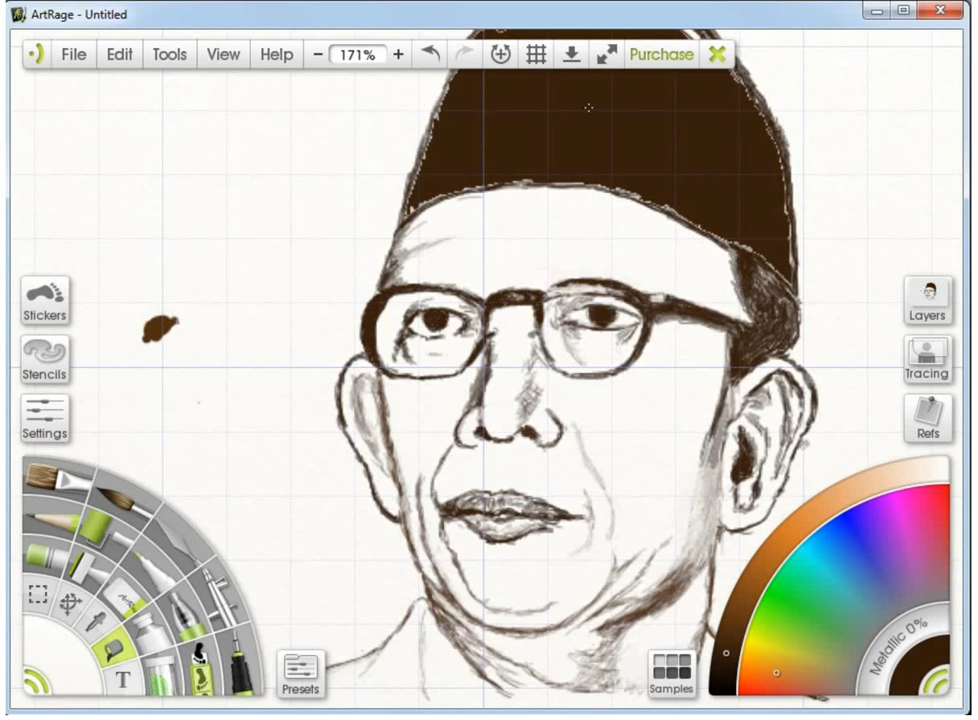 ArtRage - Untitled
File Edit Tools View Help − 171% + Purchase
Stickers
Stencils
Settings
Layers
Tracing
Refs
Metallic 0%
T
Presets
Samples